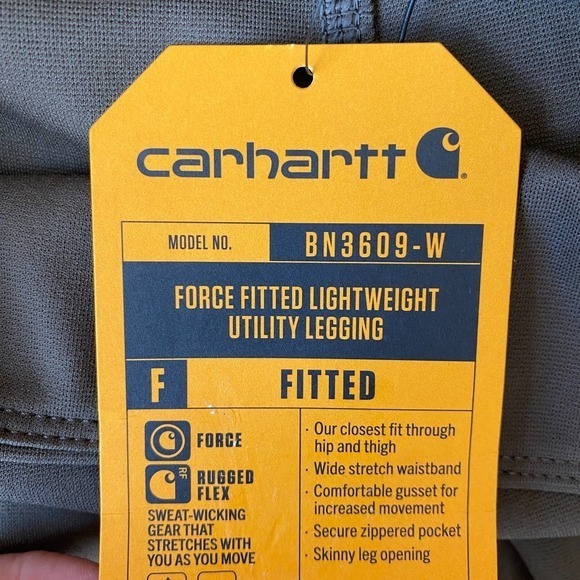 carhartt
MODEL NO. BN3609-W
FORCE FITTED LIGHTWEIGHT
UTILITY LEGGING
F FITTED
FORCE
RUGGED
FLEX
RF
SWEAT-WICKING
GEAR THAT
STRETCHES WITH
YOU AS YOU MOVE
· Our closest fit through
hip and thigh
· Wide stretch waistband
· Comfortable gusset for
increased movement
· Secure zippered pocket
· Skinny leg opening